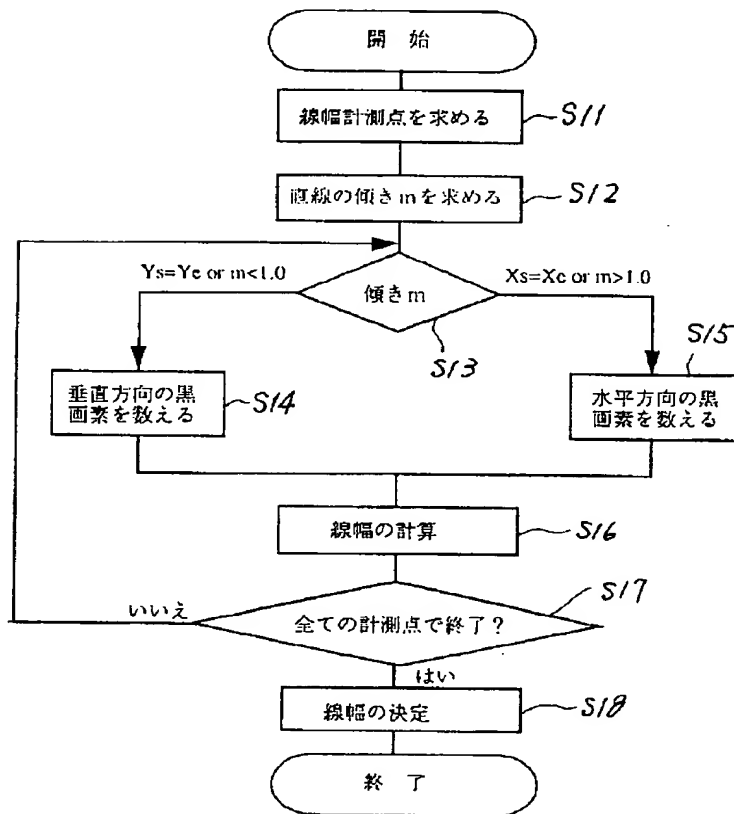 開 始
線幅計測点を求める
S11
直線の傾きmを求める
S12
Ys=Ye or m<1.0
傾きm
Xs=Xe or m>1.0
S13
S15
垂直方向の黒
画素を数える
S14
水平方向の黒
画素を数える
線幅の計算
S16
いいえ
全ての計測点で終了?
S17
はい
線幅の決定
S18
終 了